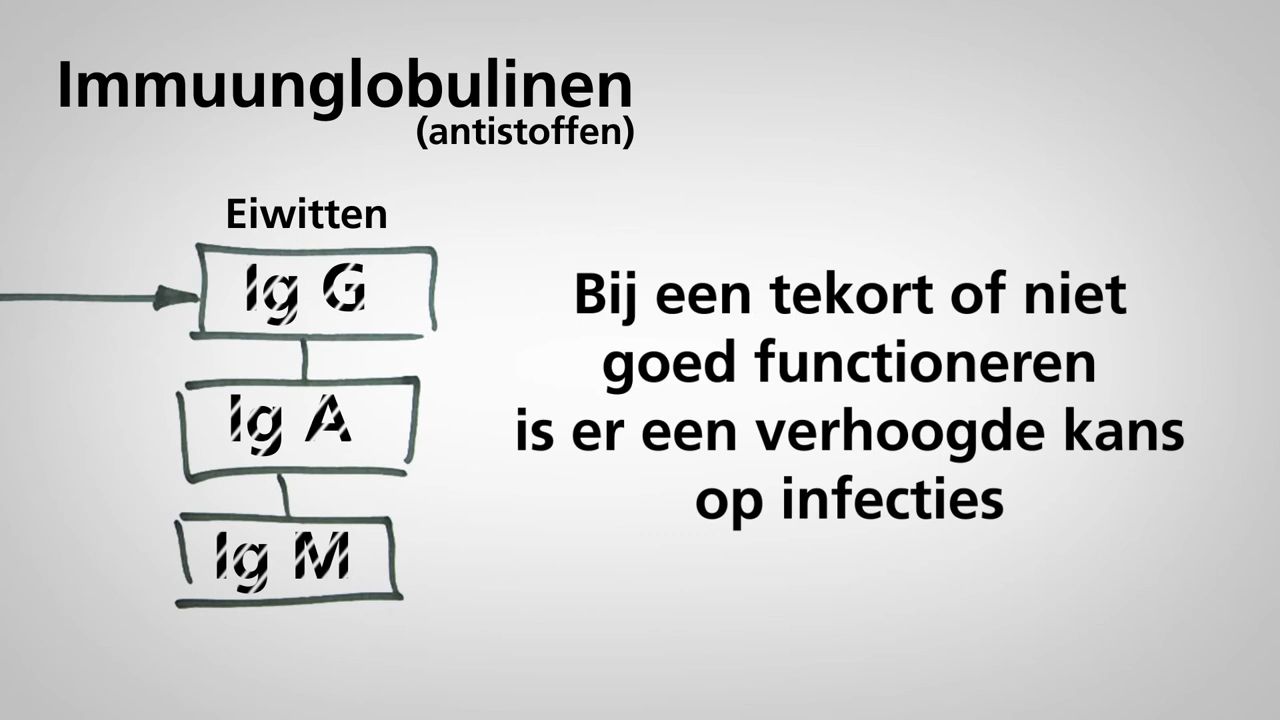 Immuunglobulinen
(antistoffen)
Eiwitten
Ig G
Ig A
Ig M
Bij een tekort of niet
goed functioneren
is er een verhoogde kans
op infecties